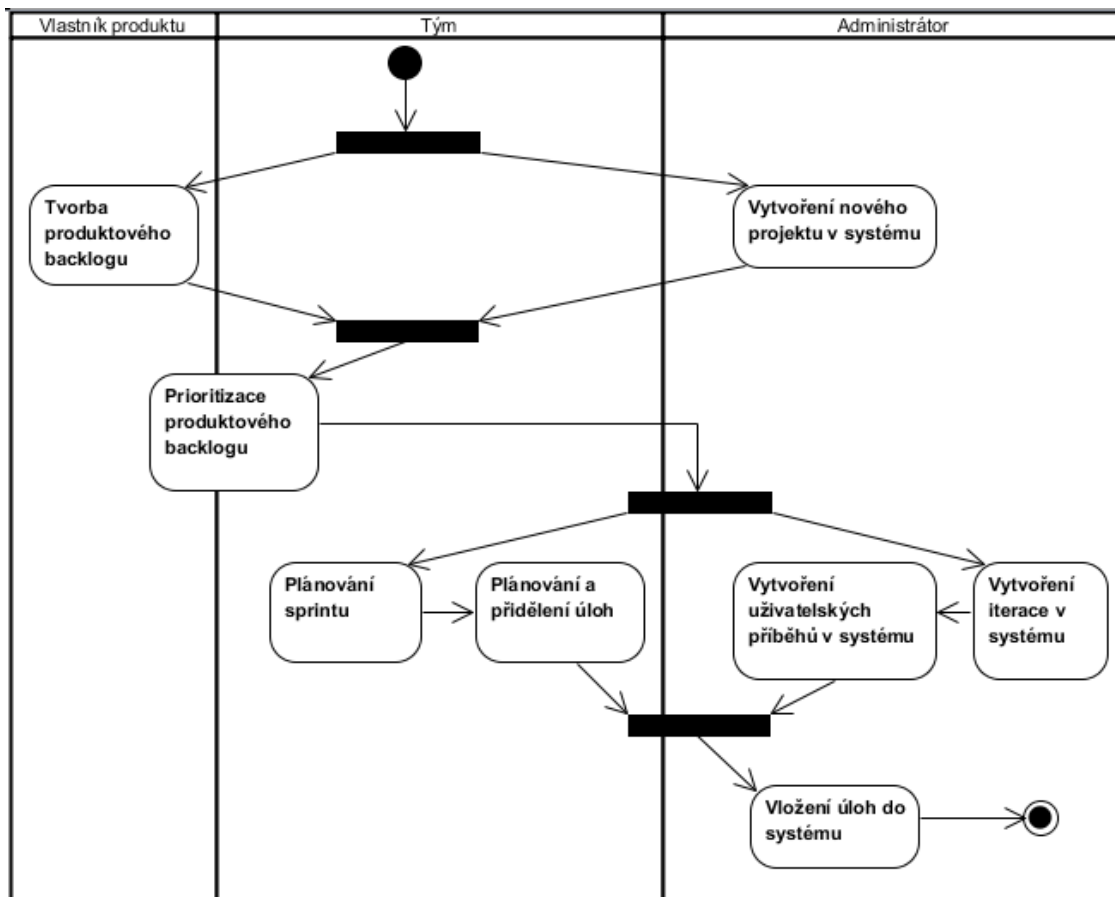 Vlastník produktu
Tým
Administrátor
Tvorba
produktového
backlogu
Vytvoření nového
projektu v systému
Prioritizace
produktového
backlogu
Plánování
sprintu
Plánování a
přidělení úloh
Vytvoření
uživatelských
příběhů v systému
Vytvoření
iterace v
systému
Vložení úloh do
systému